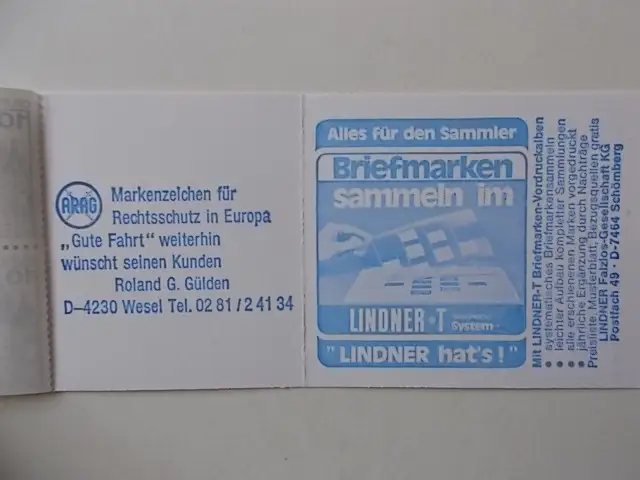 ARAG
Markenzeichen für
Rechtsschutz in Europa
„Gute Fahrt" weiterhin
wünscht seinen Kunden
Roland G. Gülden
D-4230 Wesel Tel. 02 81 / 2 41 34
Alles für den Sammler
Briefmarken
sammeln im
LINDNER-T
System
"LINDNER hat's!"
Mit LINDNER-T Briefmarken-Vordruckalben
● systematisches Briefmarkensammeln
● leichter Aufbau kompletter Sammlungen
● alle erschienenen Marken vorgedruckt
● jährliche Ergänzung durch Nachträge
Preisliste, Musterblatt, Bezugsquellen gratis
LINDNER Falzlos-Gesellschaft KG
Postfach 49 · D-7464 Schömberg